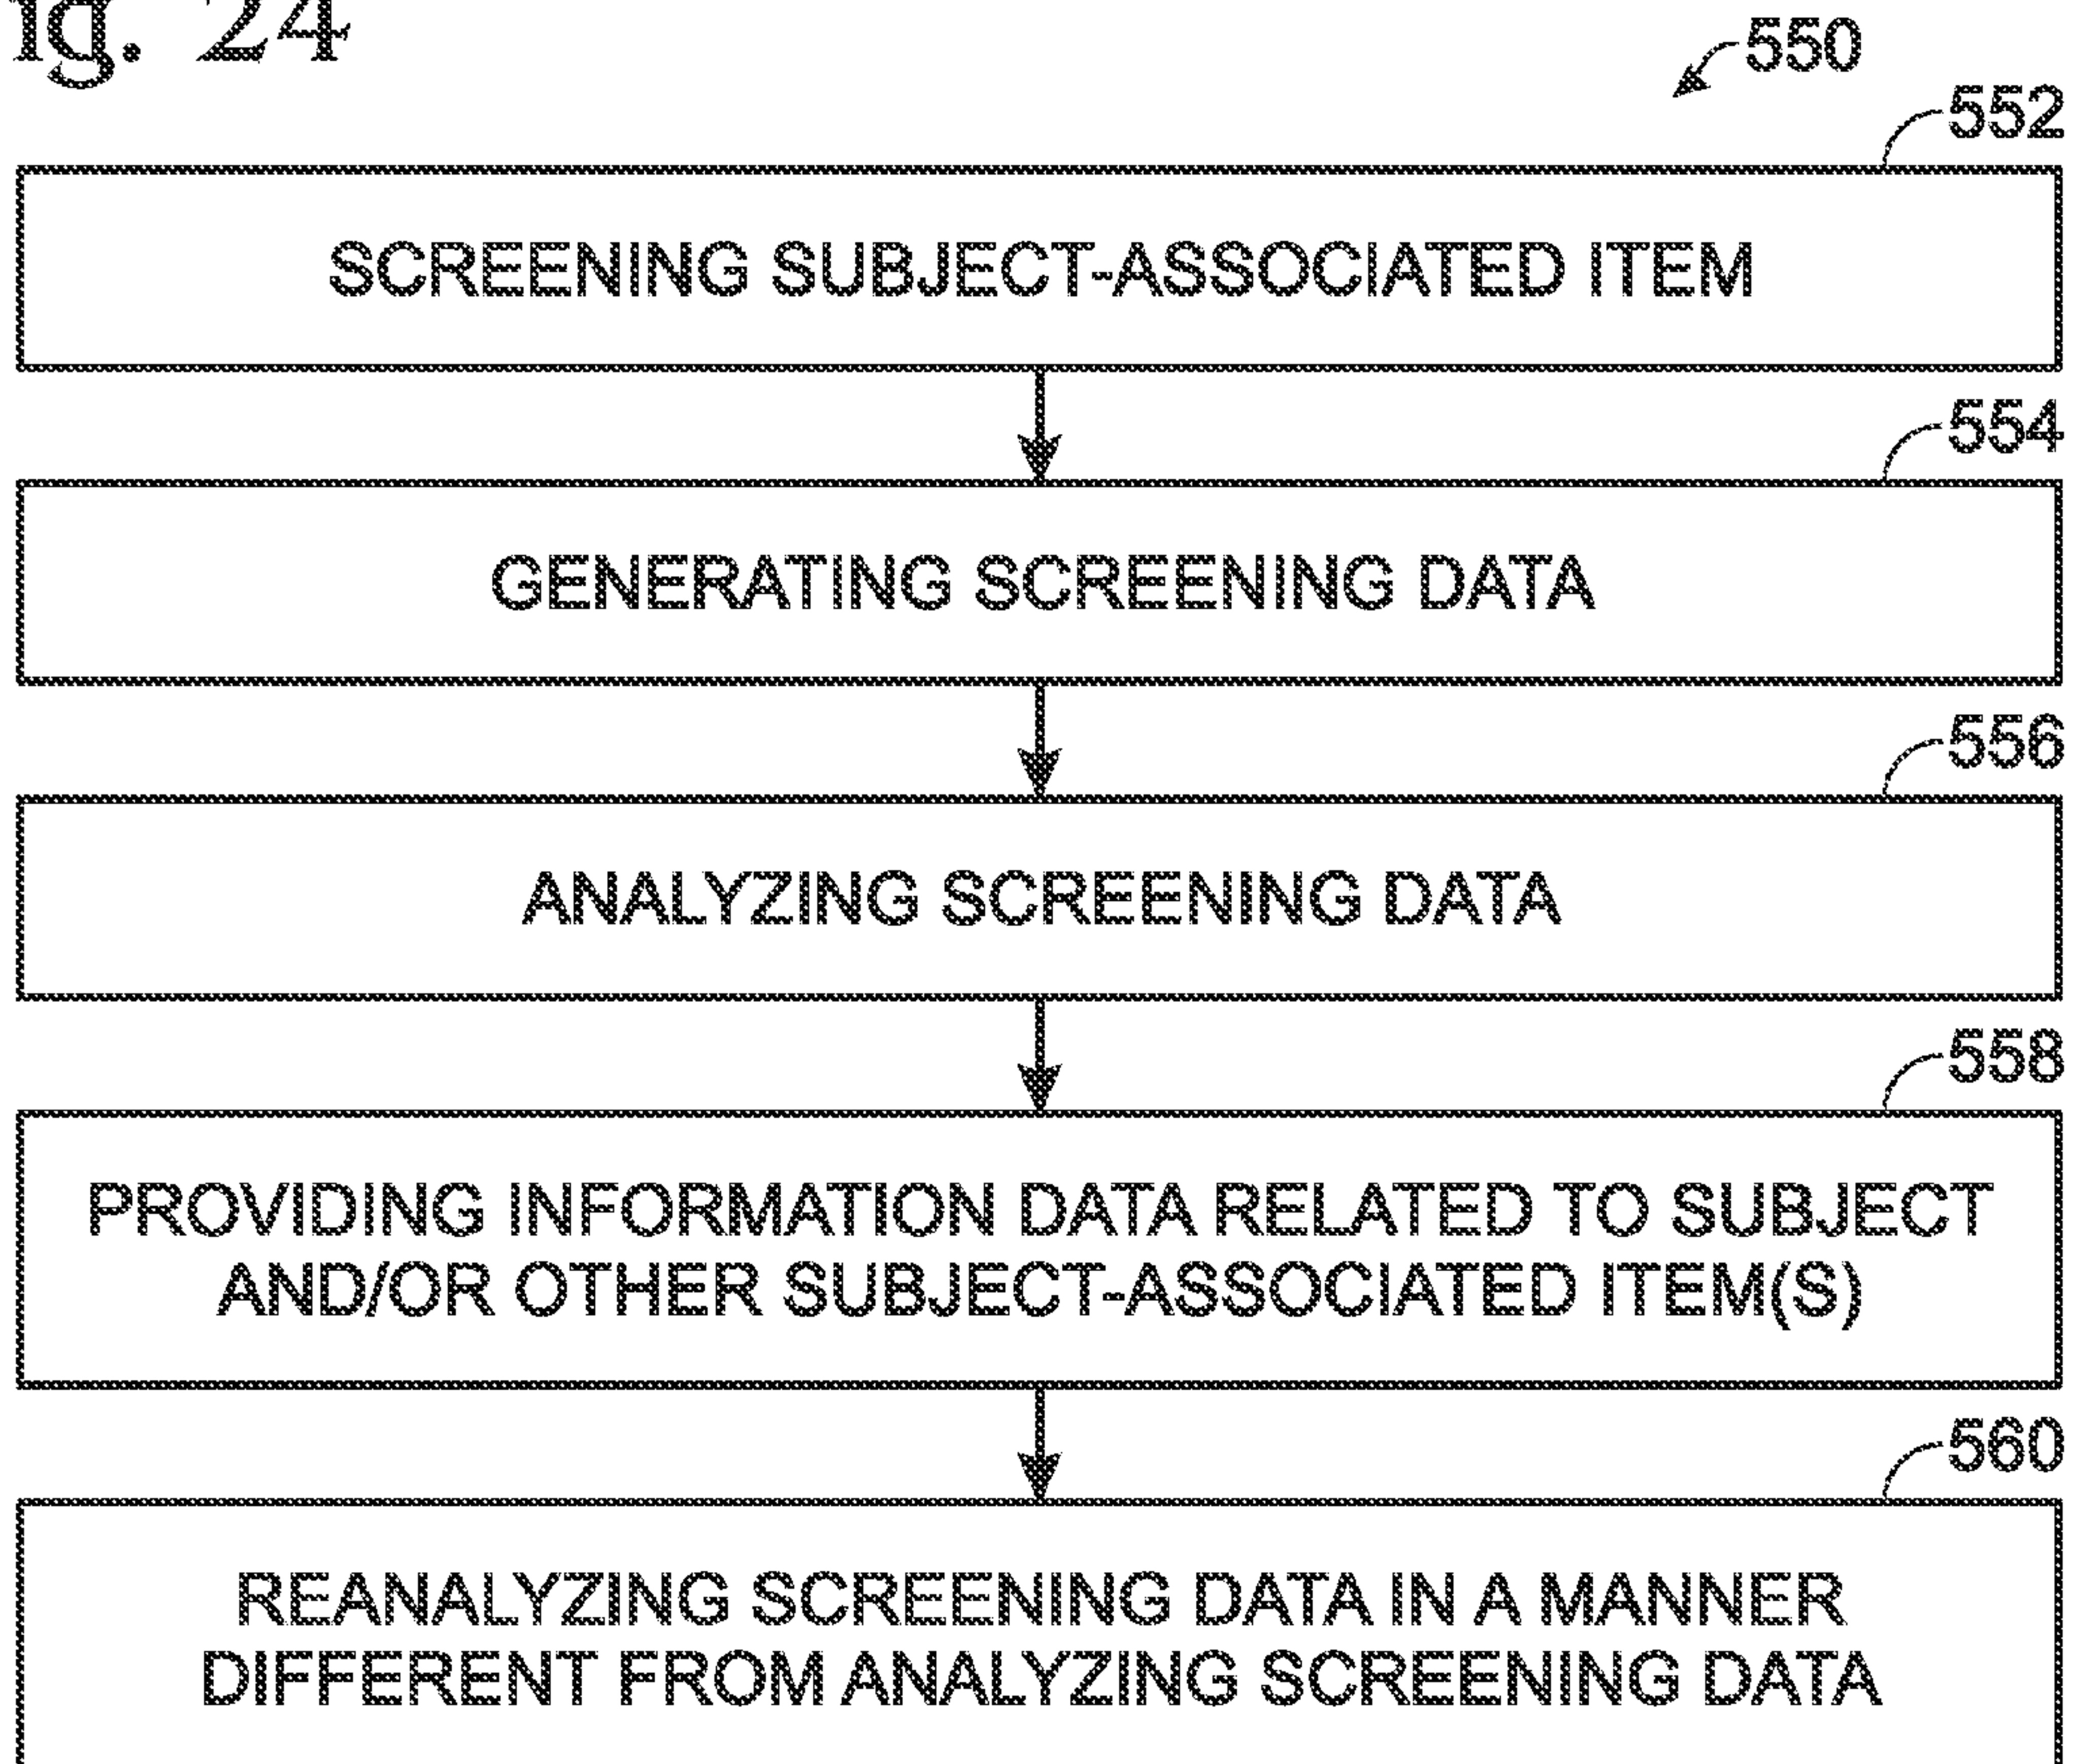 ig. 24
550
552
SCREENING SUBJECT-ASSOCIATED ITEM
554
GENERATING SCREENING DATA
556
ANALYZING SCREENING DATA
558
PROVIDING INFORMATION DATA RELATED TO SUBJECT
AND/OR OTHER SUBJECT-ASSOCIATED ITEM(S)
560
REANALYZING SCREENING DATA IN A MANNER
DIFFERENT FROM ANALYZING SCREENING DATA